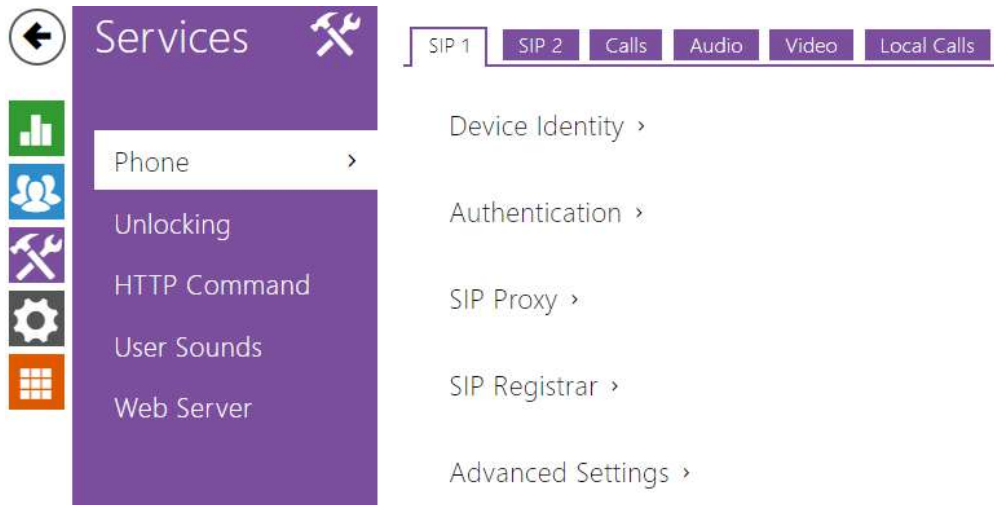 Services
SIP 1
SIP 2
Calls
Audio
Video
Local Calls
Phone
Unlocking
HTTP Command
User Sounds
Web Server
Device Identity
Authentication
SIP Proxy
SIP Registrar
Advanced Settings